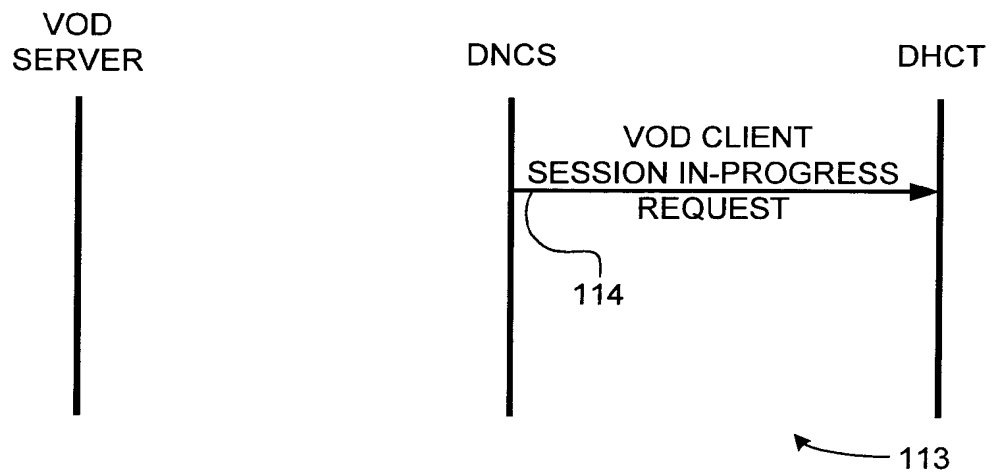 VOD
SERVER
DNCS
DHCT
VOD CLIENT
SESSION IN-PROGRESS
REQUEST
114
113